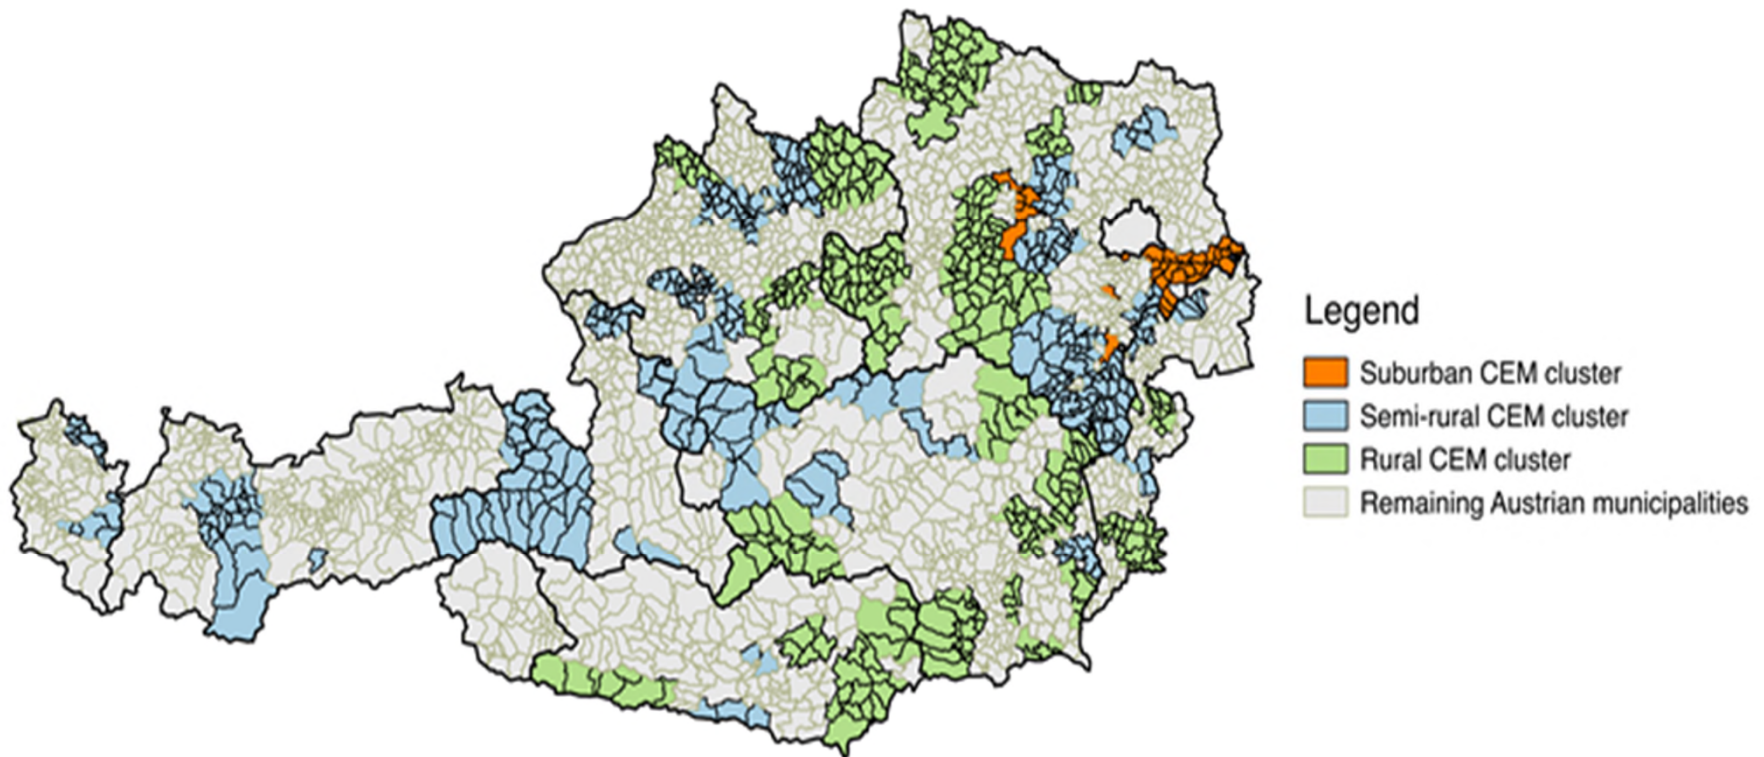 Legend
Suburban CEM cluster
Semi-rural CEM cluster
Rural CEM cluster
Remaining Austrian municipalities